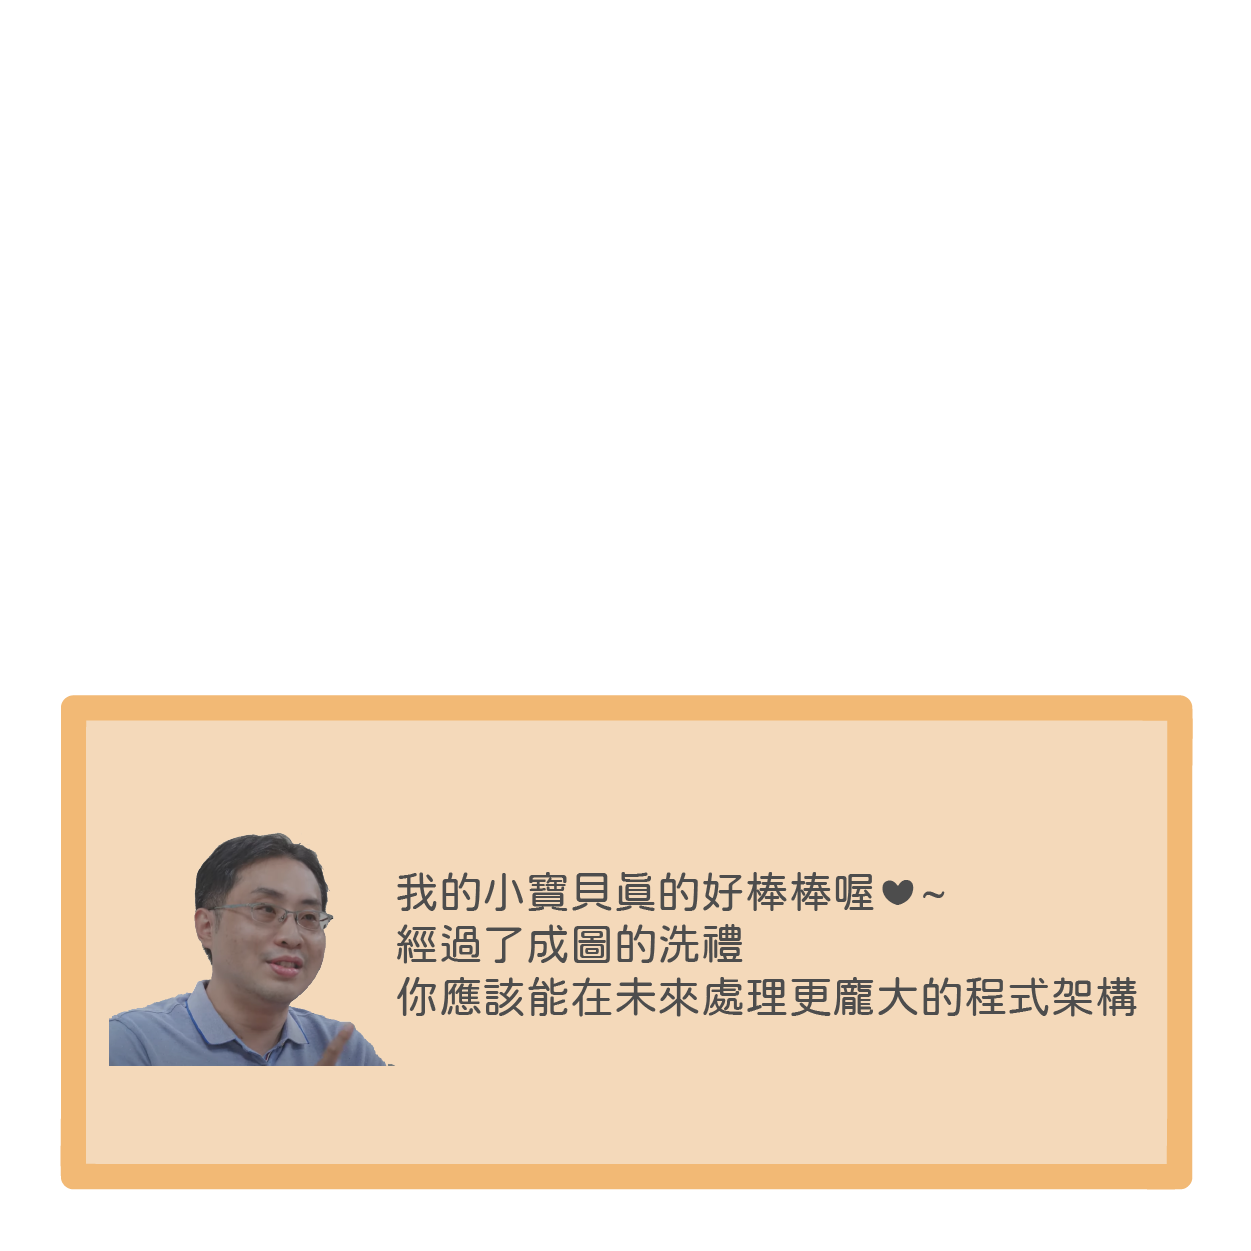 我的小寶貝眞的好棒棒喔♥~
經過了成圖的洗禮
你應該能在未來處理更龐大的程式架構